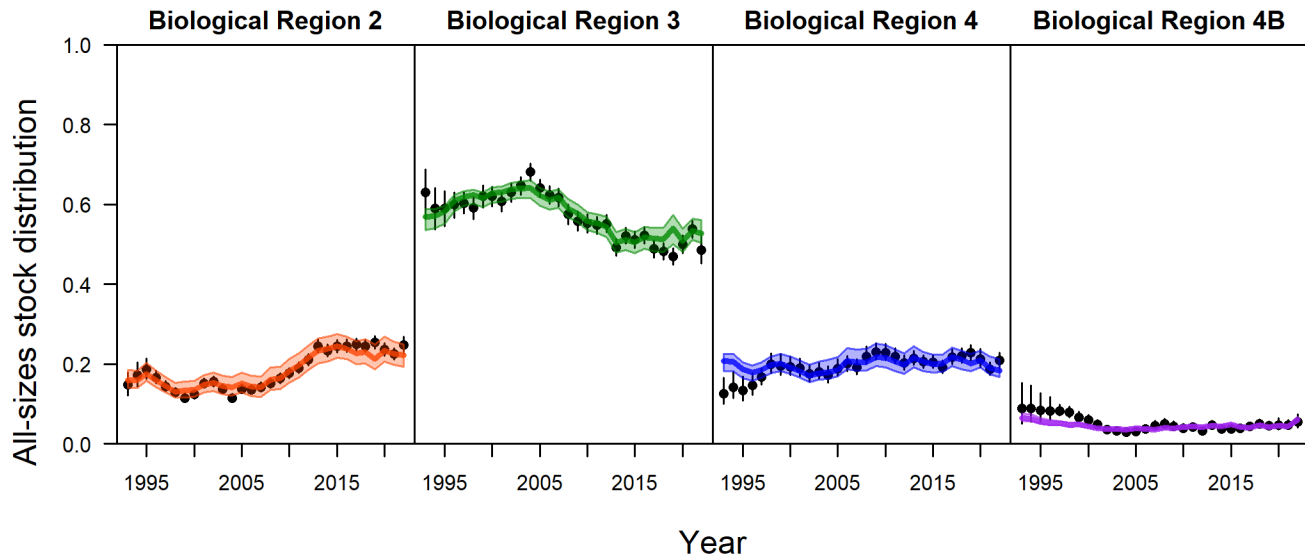 Biological Region 2 Biological Region 3 Biological Region 4 Biological Region 4B
All-sizes stock distribution
1.0
0.8
0.6
0.4
0.2
0.0
1995 2005 2015 1995 2005 2015 1995 2005 2015 1995 2005 2015
Year